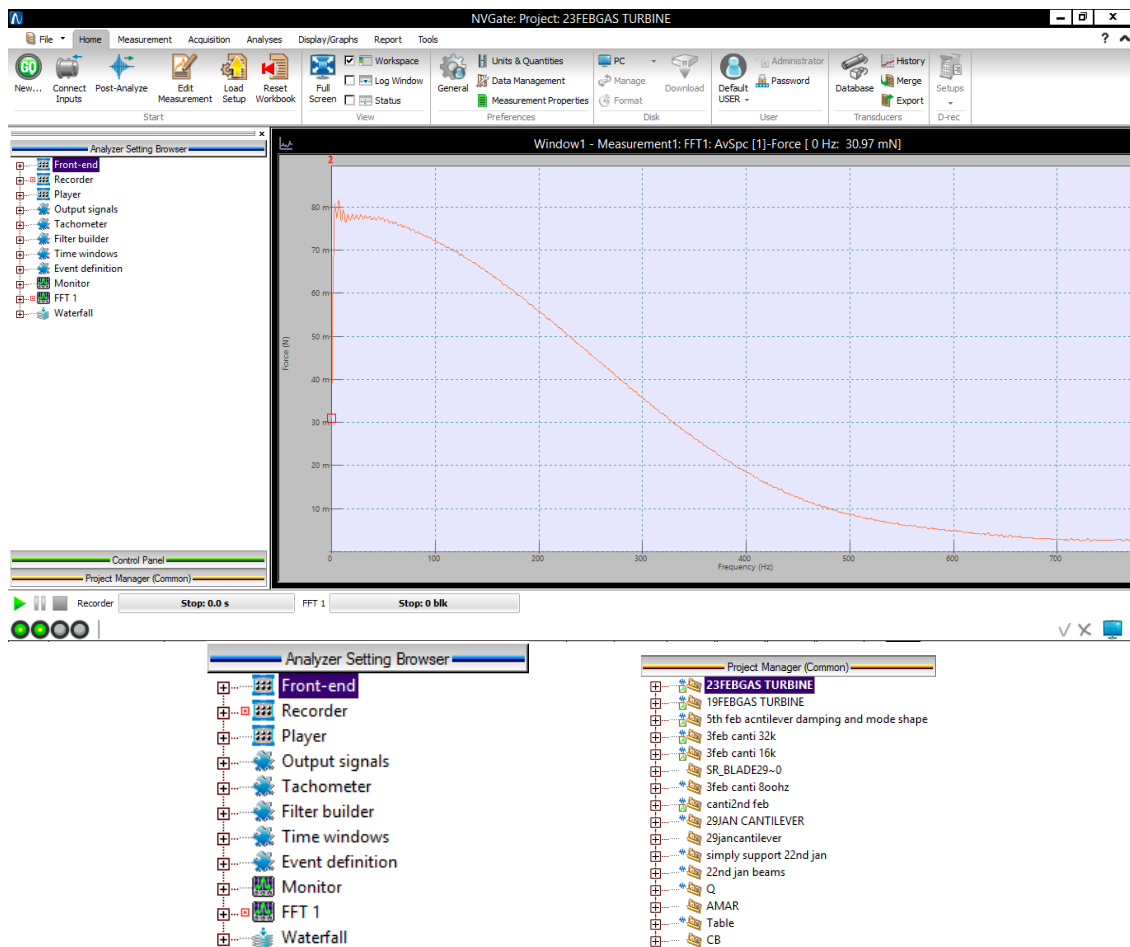 NVGate: Project: 23FEBGAS TURBINE
File Home Measurement Acquisition Analyses Display/Graphs Report Tools ?
New... Connect Inputs Post-Analyze Edit Measurement Load Setup Reset Workbook
Start
Full Screen Workspace
Log Window
Status
View
General Units & Quantities
Data Management
Measurement Properties
Preferences
PC
Manage
Format
Download
Disk
Default USER Administrator
Password
User
Database History
Merge
Export
Transducers
Setups
D-rec
Analyzer Setting Browser
Front-end
Recorder
Player
Output signals
Tachometer
Filter builder
Time windows
Event definition
Monitor
FFT 1
Waterfall
Control Panel
Project Manager (Common)
Window1 - Measurement1: FFT1: AvSpc [1]-Force [ 0 Hz: 30.97 mN]
2
80 m
70 m
60 m
50 m
40 m
30 m
20 m
10 m
Force (N)
0 100 200 300 400 500 600 700
Frequency (Hz)
Recorder Stop: 0.0 s FFT 1 Stop: 0 blk
Analyzer Setting Browser
Front-end
Recorder
Player
Output signals
Tachometer
Filter builder
Time windows
Event definition
Monitor
FFT 1
Waterfall
Project Manager (Common)
23FEBGAS TURBINE
19FEBGAS TURBINE
5th feb acntilever damping and mode shape
3feb canti 32k
3feb canti 16k
SR_BLADE29~0
3feb canti 8oohz
canti2nd feb
29JAN CANTILEVER
29jancantilever
simply support 22nd jan
22nd jan beams
Q
AMAR
Table
CB